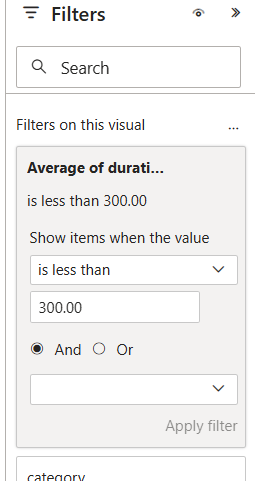 Filters
Search
Filters on this visual
...
Average of durati...
is less than 300.00
Show items when the value
is less than
300.00
And Or
Apply filter
category